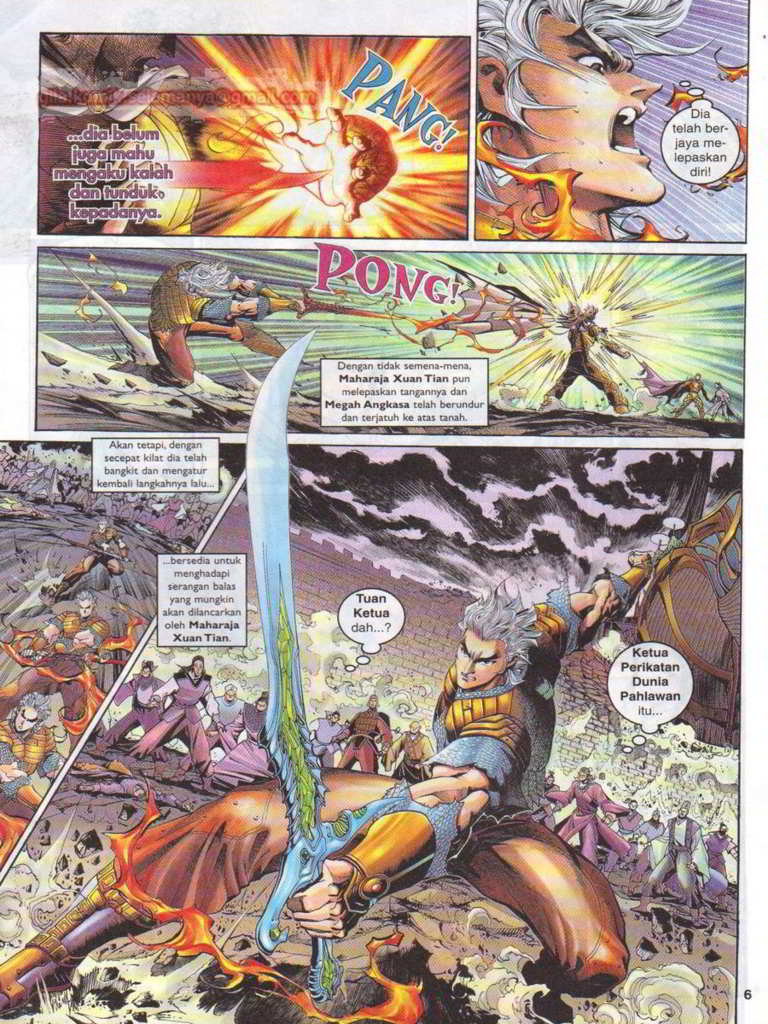 PANG!
...dia belum
juga mahu
mengaku kalah
dan tunduk
kepadanya.
Dia
telah ber-
jaya me-
lepaskan
diri!
PONG!
Dengan tidak semena-mena,
Maharaja Xuan Tian pun
melepaskan tangannya dan
Megah Angkasa telah berundur
dan terjatuh ke atas tanah.
Akan tetapi, dengan
secepat kilat dia telah
bangkit dan mengatur
kembali langkahnya lalu...
...bersedia untuk
menghadapi
serangan balas
yang mungkin
akan dilancarkan
oleh Maharaja
Xuan Tian.
Tuan
Ketua
dah...?
Ketua
Perikatan
Dunia
Pahlawan
itu...
6